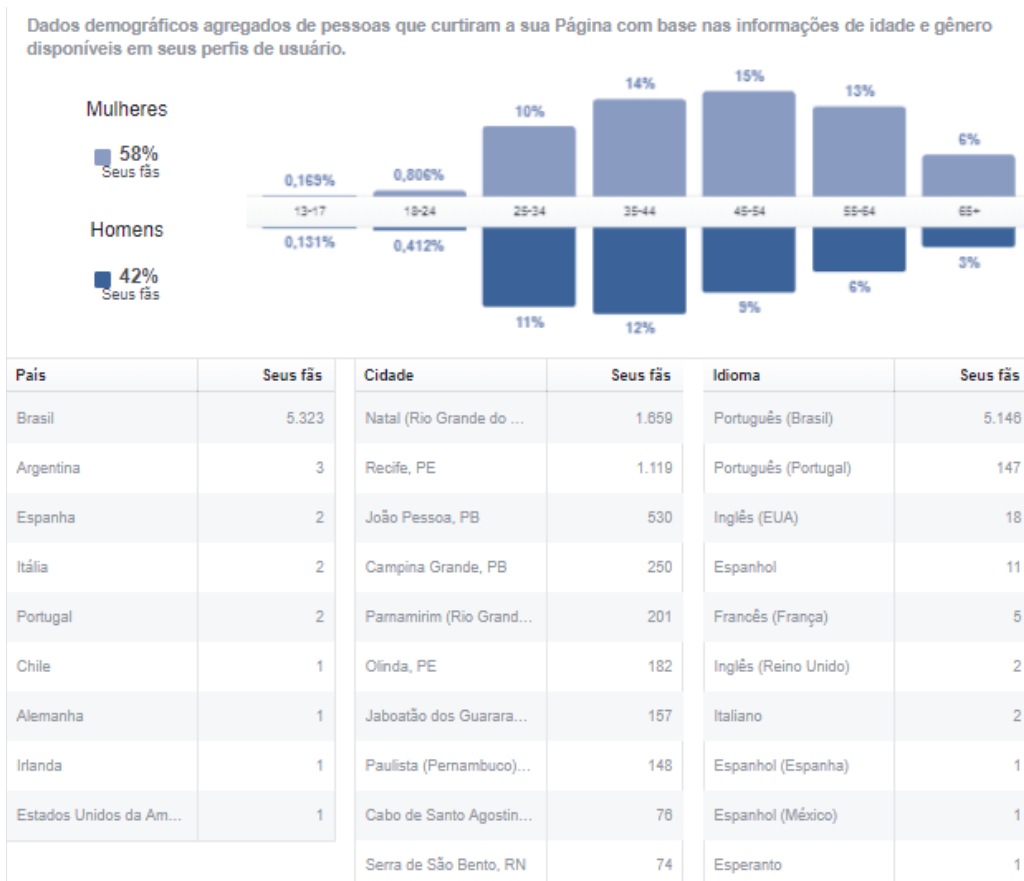 Dados demográficos agregados de pessoas que curtiram a sua Página com base nas informações de idade e gênero
disponíveis em seus perfis de usuário.
Mulheres
58%
Seus fãs
Homens
42%
Seus fãs
0,169% 0,806% 10% 14% 15% 13% 6%
13-17 18-24 25-34 35-44 45-54 55-64 65+
0,131% 0,412% 11% 12% 9% 6% 3%
País Seus fãs Cidade Seus fãs Idioma Seus fãs
Brasil 5.323 Natal (Rio Grande do ... 1.659 Português (Brasil) 5.146
Argentina 3 Recife, PE 1.119 Português (Portugal) 147
Espanha 2 João Pessoa, PB 530 Inglês (EUA) 18
Itália 2 Campina Grande, PB 250 Espanhol 11
Portugal 2 Parnamirim (Rio Grand... 201 Francês (França) 5
Chile 1 Olinda, PE 182 Inglês (Reino Unido) 2
Alemanha 1 Jaboatão dos Guarara... 157 Italiano 2
Irlanda 1 Paulista (Pernambuco)... 148 Espanhol (Espanha) 1
Estados Unidos da Am... 1 Cabo de Santo Agostin... 76 Espanhol (México) 1
Serra de São Bento, RN 74 Esperanto 1